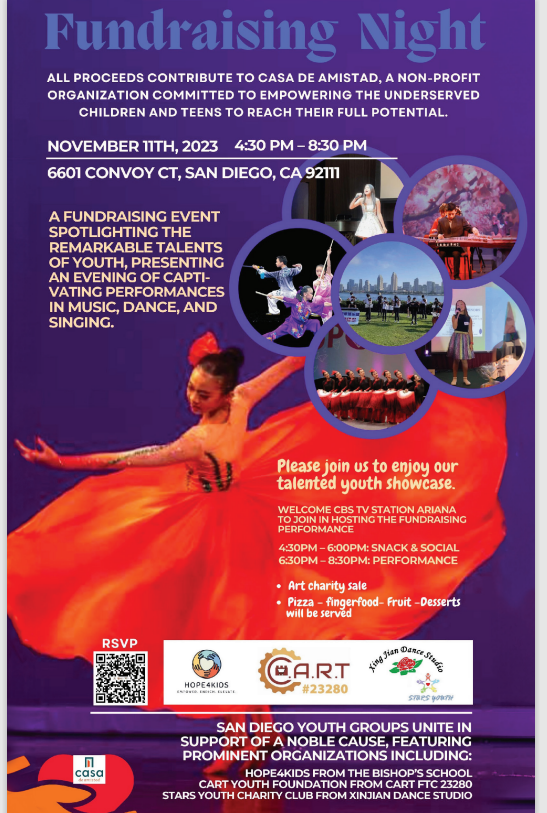 Fundraising Night
ALL PROCEEDS CONTRIBUTE TO CASA DE AMISTAD, A NON-PROFIT
ORGANIZATION COMMITTED TO EMPOWERING THE UNDERSERVED
CHILDREN AND TEENS TO REACH THEIR FULL POTENTIAL.
NOVEMBER 11TH, 2023 4:30 PM – 8:30 PM
6601 CONVOY CT, SAN DIEGO, CA 92111
A FUNDRAISING EVENT
SPOTLIGHTING THE
REMARKABLE TALENTS
OF YOUTH, PRESENTING
AN EVENING OF CAPTI-
VATING PERFORMANCES
IN MUSIC, DANCE, AND
SINGING.
Please join us to enjoy our
talented youth showcase.
WELCOME CBS TV STATION ARIANA
TO JOIN IN HOSTING THE FUNDRAISING
PERFORMANCE
4:30PM – 6:00PM: SNACK & SOCIAL
6:30PM – 8:30PM: PERFORMANCE
• Art charity sale
• Pizza - fingerfood- Fruit -Desserts
will be served
RSVP
HOPE4KIDS
C.A.R.T
#23280
Xing Jian Dance Studio
STARS YOUTH
SAN DIEGO YOUTH GROUPS UNITE IN
SUPPORT OF A NOBLE CAUSE, FEATURING
PROMINENT ORGANIZATIONS INCLUDING:
HOPE4KIDS FROM THE BISHOP'S SCHOOL
CART YOUTH FOUNDATION FROM CART FTC 23280
STARS YOUTH CHARITY CLUB FROM XINJIAN DANCE STUDIO
casa